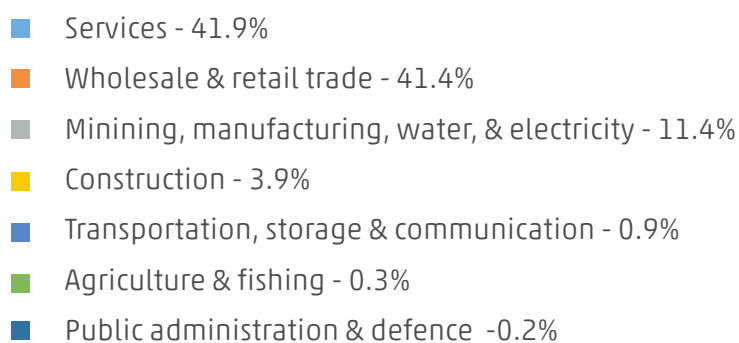 Services - 41.9%
Wholesale & retail trade - 41.4%
Minining, manufacturing, water, & electricity - 11.4%
Construction - 3.9%
Transportation, storage & communication - 0.9%
Agriculture & fishing - 0.3%
Public administration & defence -0.2%